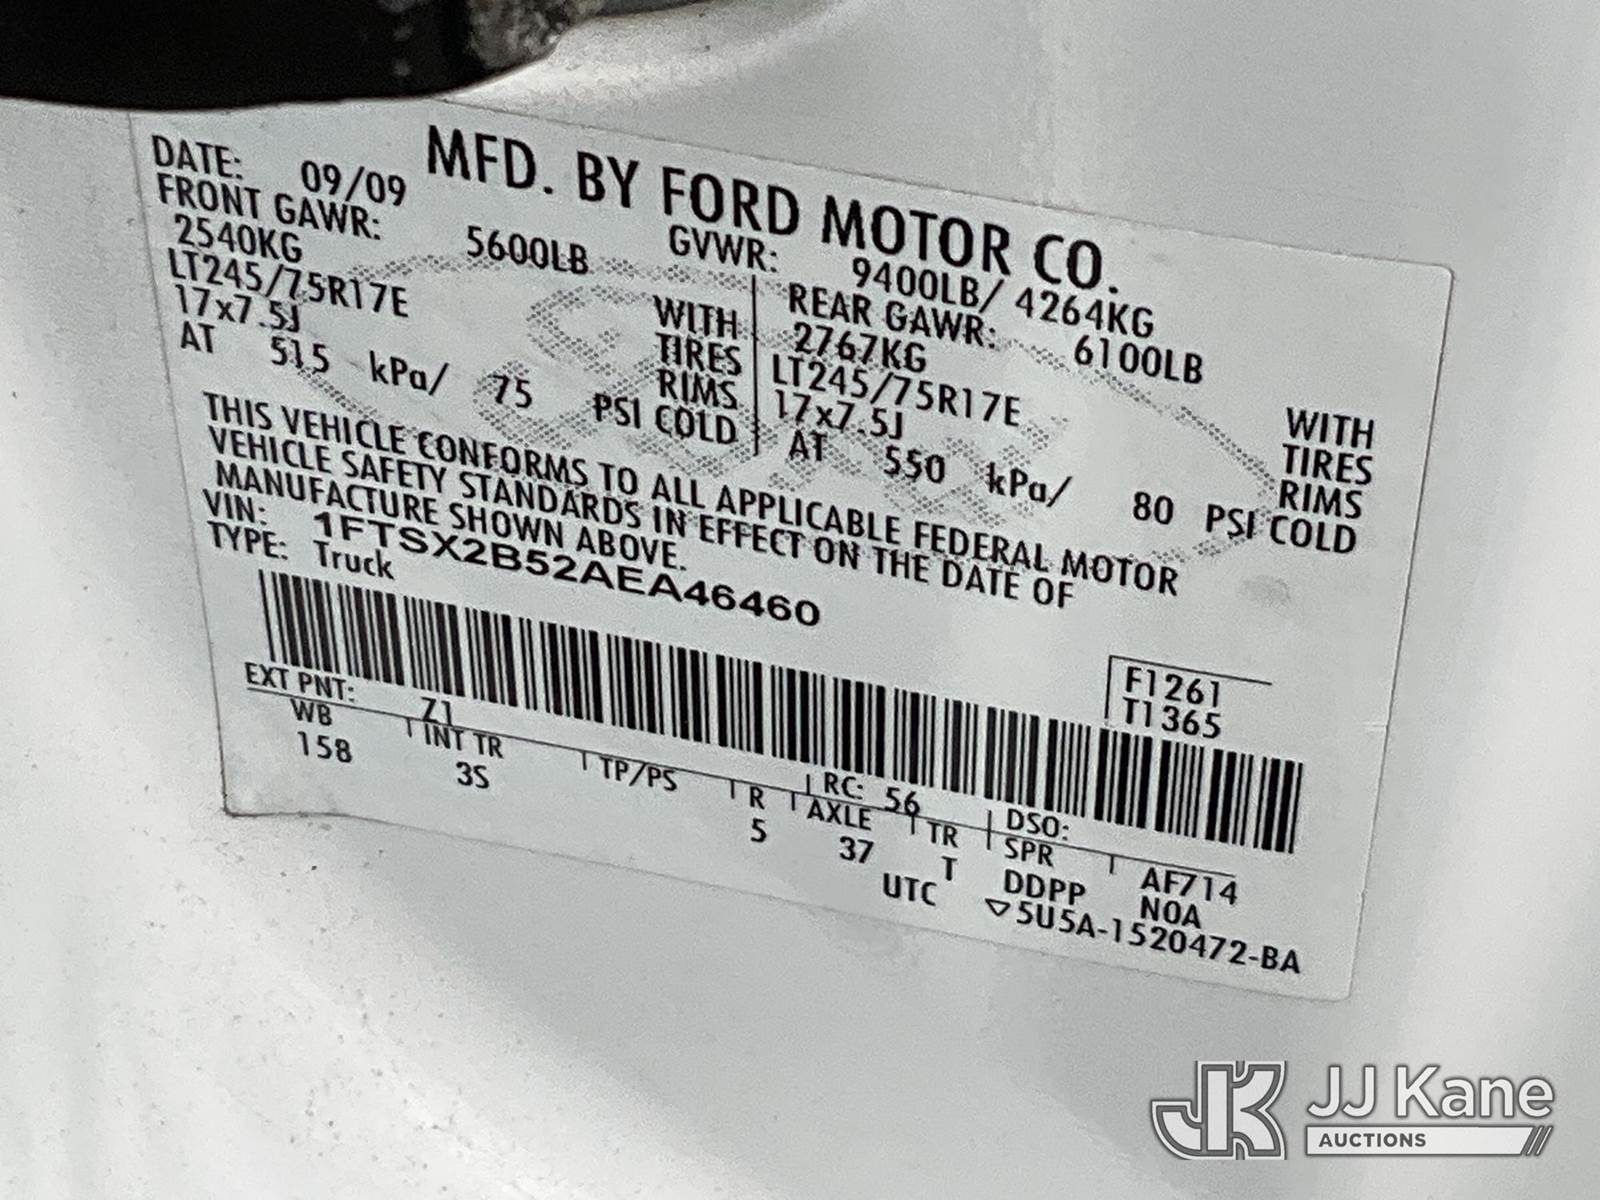 MFD. BY FORD MOTOR CO.
DATE: 09/09 GVWR: 9400LB/ 4264KG
FRONT GAWR: 5600LB REAR GAWR: 6100LB
2540KG WITH 2767KG WITH
LT245/75R17E TIRES LT245/75R17E TIRES
17x7.5J RIMS 17x7.5J RIMS
AT 515 kPa/ 75 PSI COLD AT 550 kPa/ 80 PSI COLD
THIS VEHICLE CONFORMS TO ALL APPLICABLE FEDERAL MOTOR
VEHICLE SAFETY STANDARDS IN EFFECT ON THE DATE OF
MANUFACTURE SHOWN ABOVE.
VIN: 1FTSX2B52AEA46460
TYPE: Truck
F1261
T1365
EXT PNT: Z1 RC: 56 DSO:
WB INT TR TP/PS R AXLE TR SPR AF714
158 3S 5 37 T DDPP N0A
UTC ▽5U5A-1520472-BA
JK JJ Kane
AUCTIONS